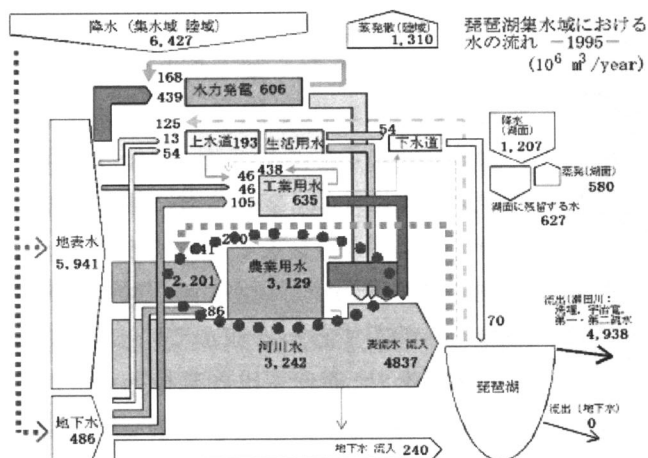 降水 (集水域 陸域)
6,427
蒸発散(陸域)
1,310
琵琶湖集水域における
水の流れ −1995−
(10⁶ m³/year)
168
439
水力発電 606
125
13
54
上水道193
生活用水
54
下水道
降水
(湖面)
1,207
蒸発(湖面)
580
湖面に残留する水
627
46
438
46
105
工業用水
635
地表水
5,941
2,201
農業用水
3,129
86
河川水
3,242
表流水 流入
4837
70
流出(瀬田川:
洗堰、宇治電、
第一・第二疏水
4,938
琵琶湖
流出 (地下水)
0
地下水
486
地下水 流入 240